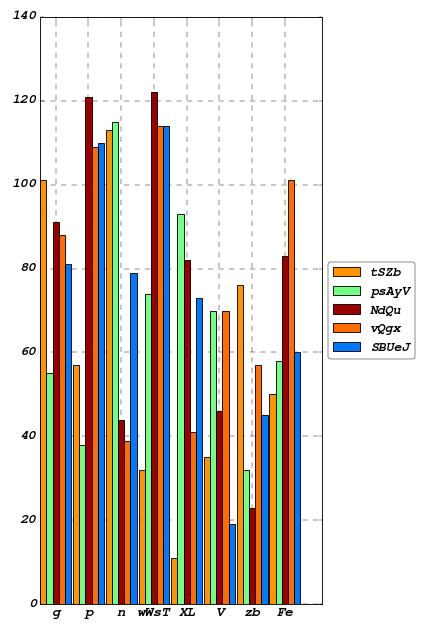 140
120
100
80
60
40
20
0
g p n wWsT XL V zb Fe
tSZb
psAyV
NdQu
vQgx
SBUeJ